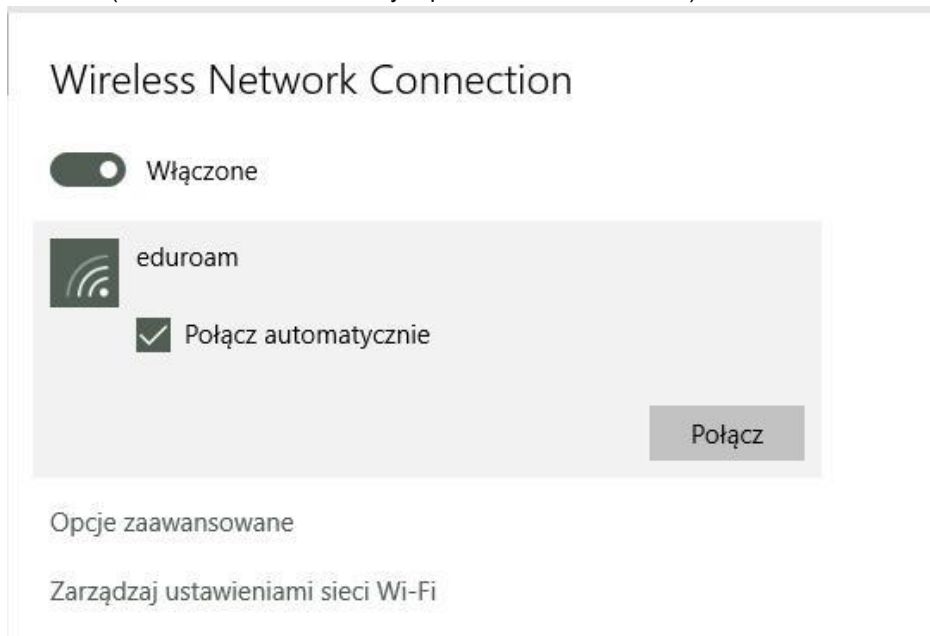 Wireless Network Connection
Włączone
eduroam
Połącz automatycznie
Połącz
Opcje zaawansowane
Zarządzaj ustawieniami sieci Wi-Fi